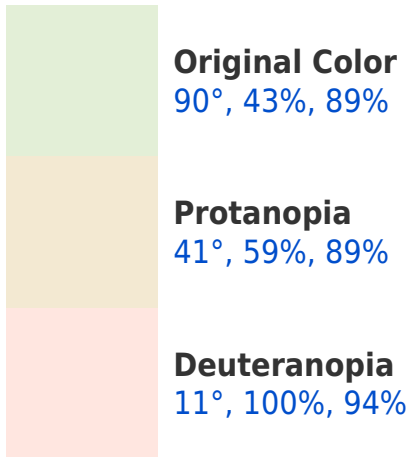 Original Color
90°, 43%, 89%
Protanopia
41°, 59%, 89%
Deuteranopia
11°, 100%, 94%